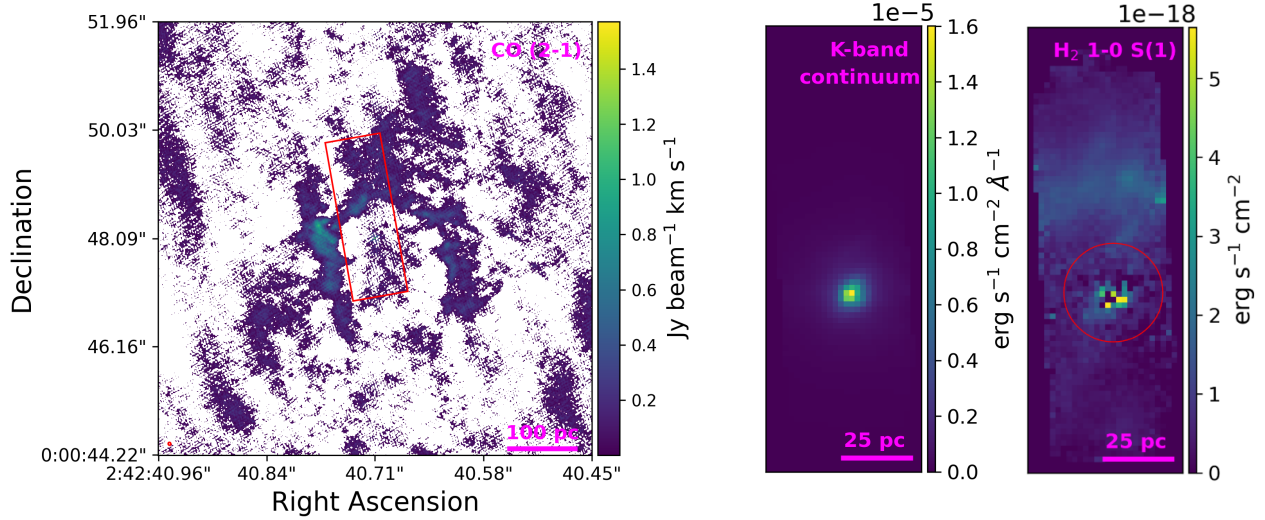 51.96"
50.03"
48.09"
46.16"
0:00:44.22"
Declination
2:42:40.96"
40.84"
40.71"
40.58"
40.45"
Right Ascension
CO (2-1)
100 pc
1.4
1.2
1.0
0.8
0.6
0.4
0.2
Jy beam⁻¹ km s⁻¹
1e−5
K-band
continuum
25 pc
1.6
1.4
1.2
1.0
0.8
0.6
0.4
0.2
0.0
erg s⁻¹ cm⁻² Å⁻¹
1e−18
H₂ 1-0 S(1)
25 pc
5
4
3
2
1
0
erg s⁻¹ cm⁻²